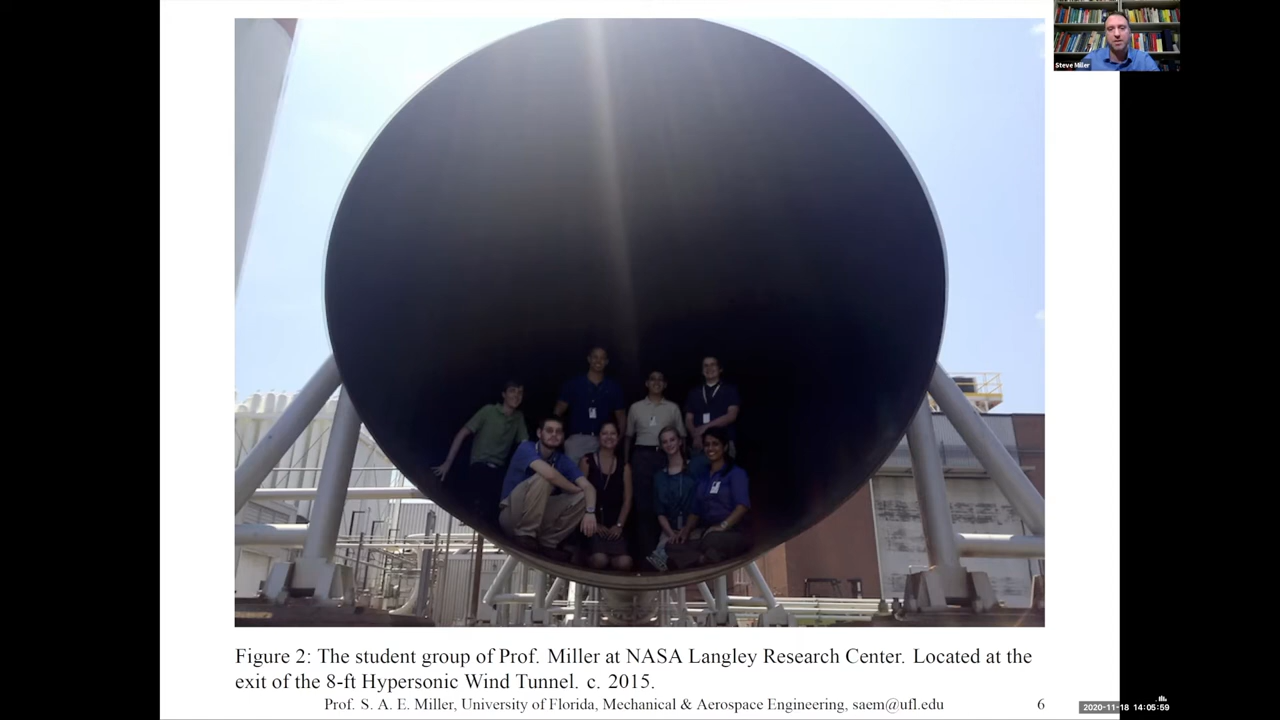 Steve Miller
Figure 2: The student group of Prof. Miller at NASA Langley Research Center. Located at the
exit of the 8-ft Hypersonic Wind Tunnel. c. 2015.
Prof. S. A. E. Miller, University of Florida, Mechanical & Aerospace Engineering, saem@ufl.edu
6
2020-11-18 14:05:59